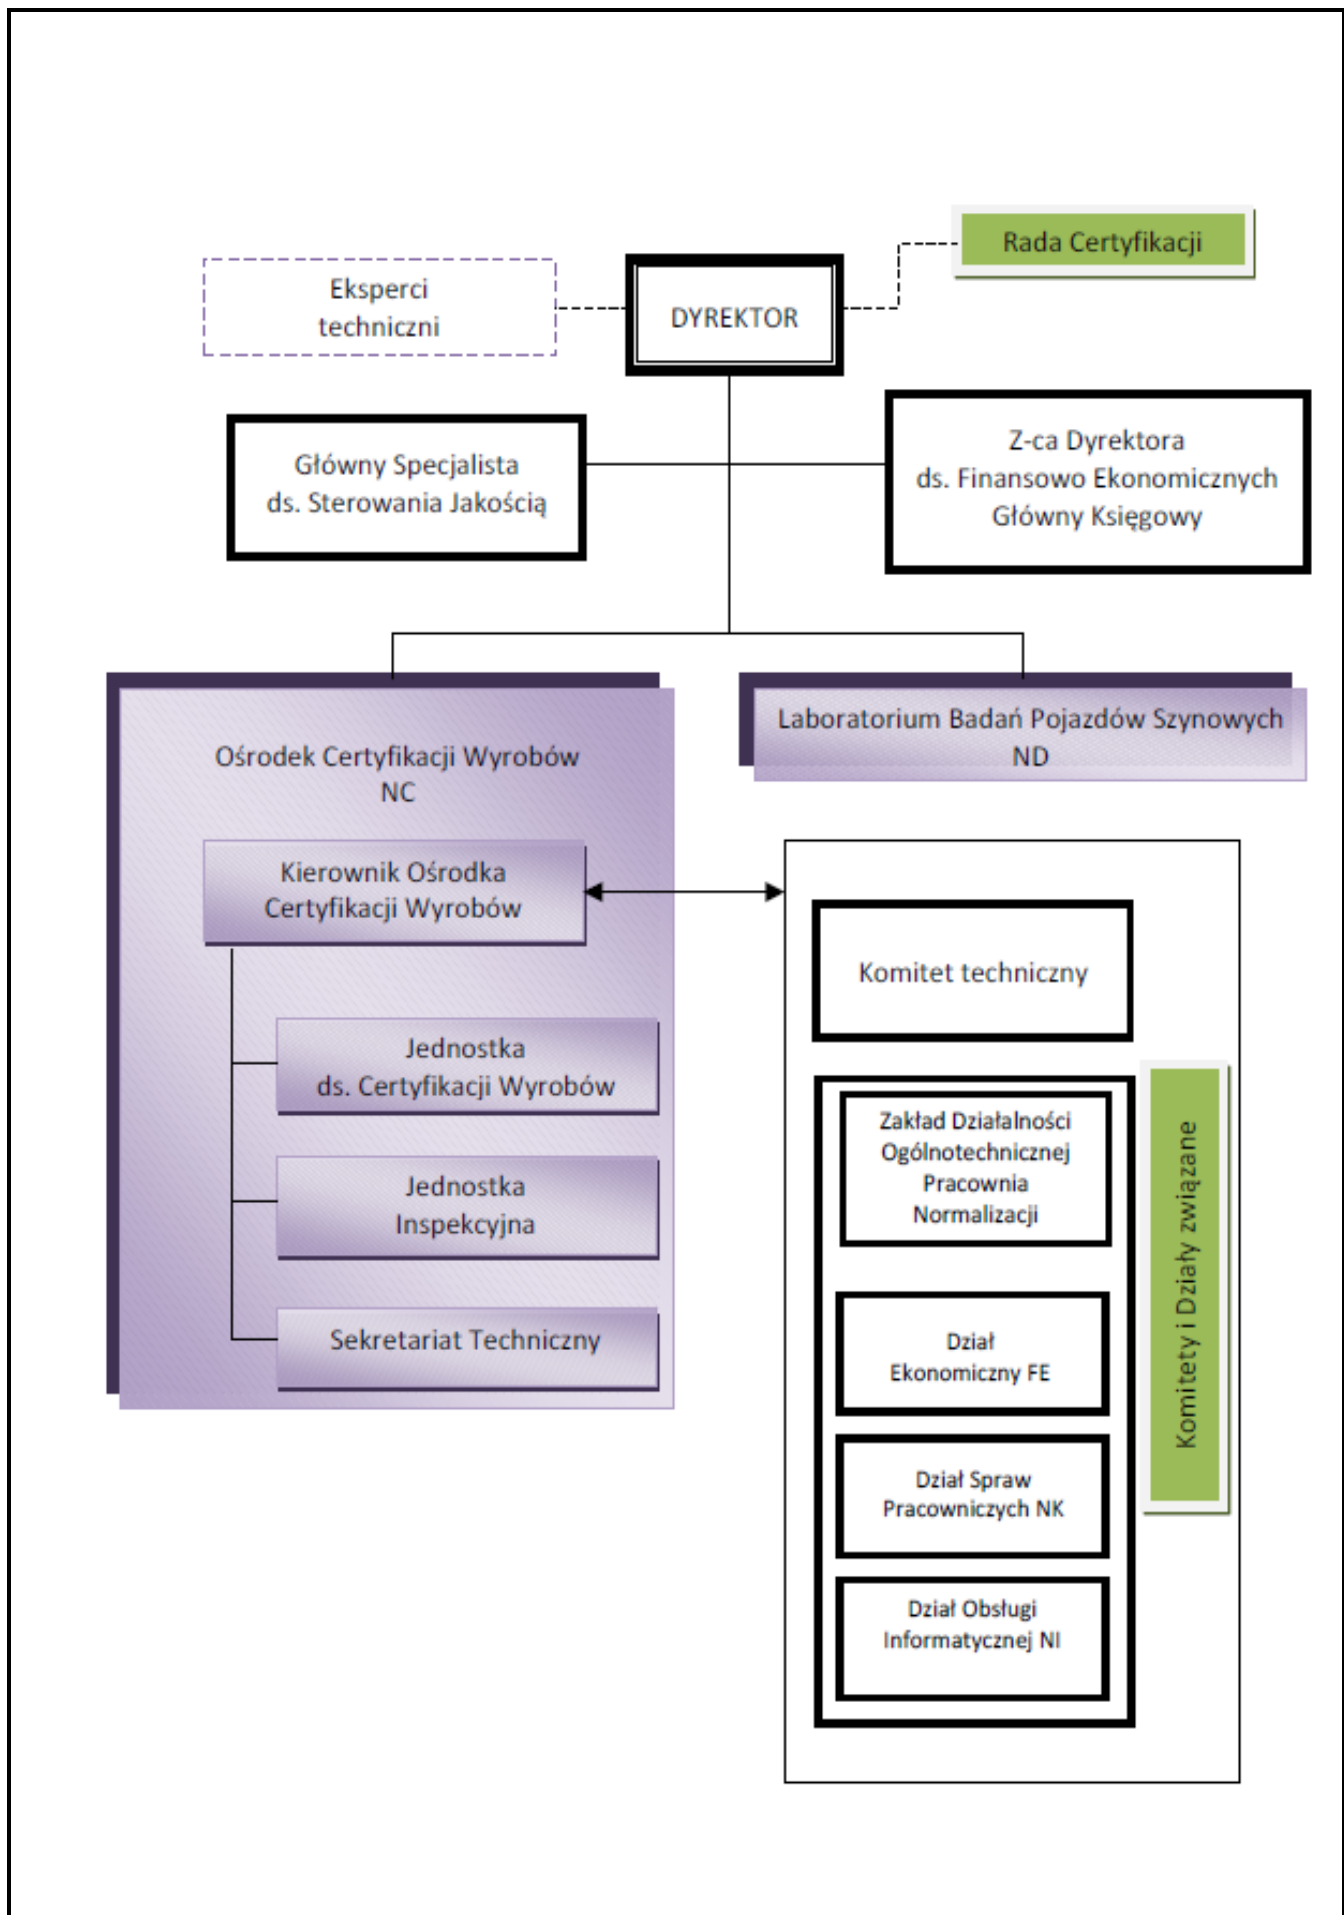 Rada Certyfikacji
Eksperci
techniczni
DYREKTOR
Główny Specjalista
ds. Sterowania Jakością
Z-ca Dyrektora
ds. Finansowo Ekonomicznych
Główny Księgowy
Ośrodek Certyfikacji Wyrobów
NC
Laboratorium Badań Pojazdów Szynowych
ND
Kierownik Ośrodka
Certyfikacji Wyrobów
Jednostka
ds. Certyfikacji Wyrobów
Jednostka
Inspekcyjna
Sekretariat Techniczny
Komitet techniczny
Zakład Działalności
Ogólnotechnicznej
Pracownia
Normalizacji
Dział
Ekonomiczny FE
Dział Spraw
Pracowniczych NK
Dział Obsługi
Informatycznej NI
Komitety i Działy związane